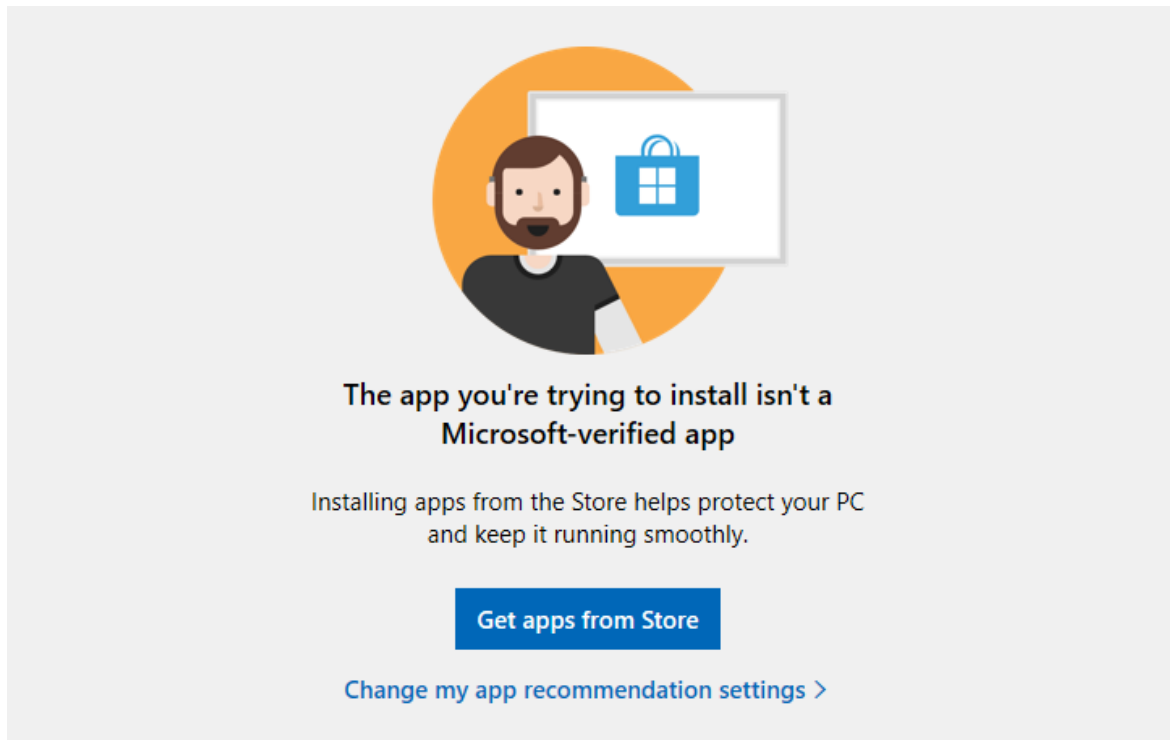 The app you're trying to install isn't a
Microsoft-verified app
Installing apps from the Store helps protect your PC
and keep it running smoothly.
Get apps from Store
Change my app recommendation settings >